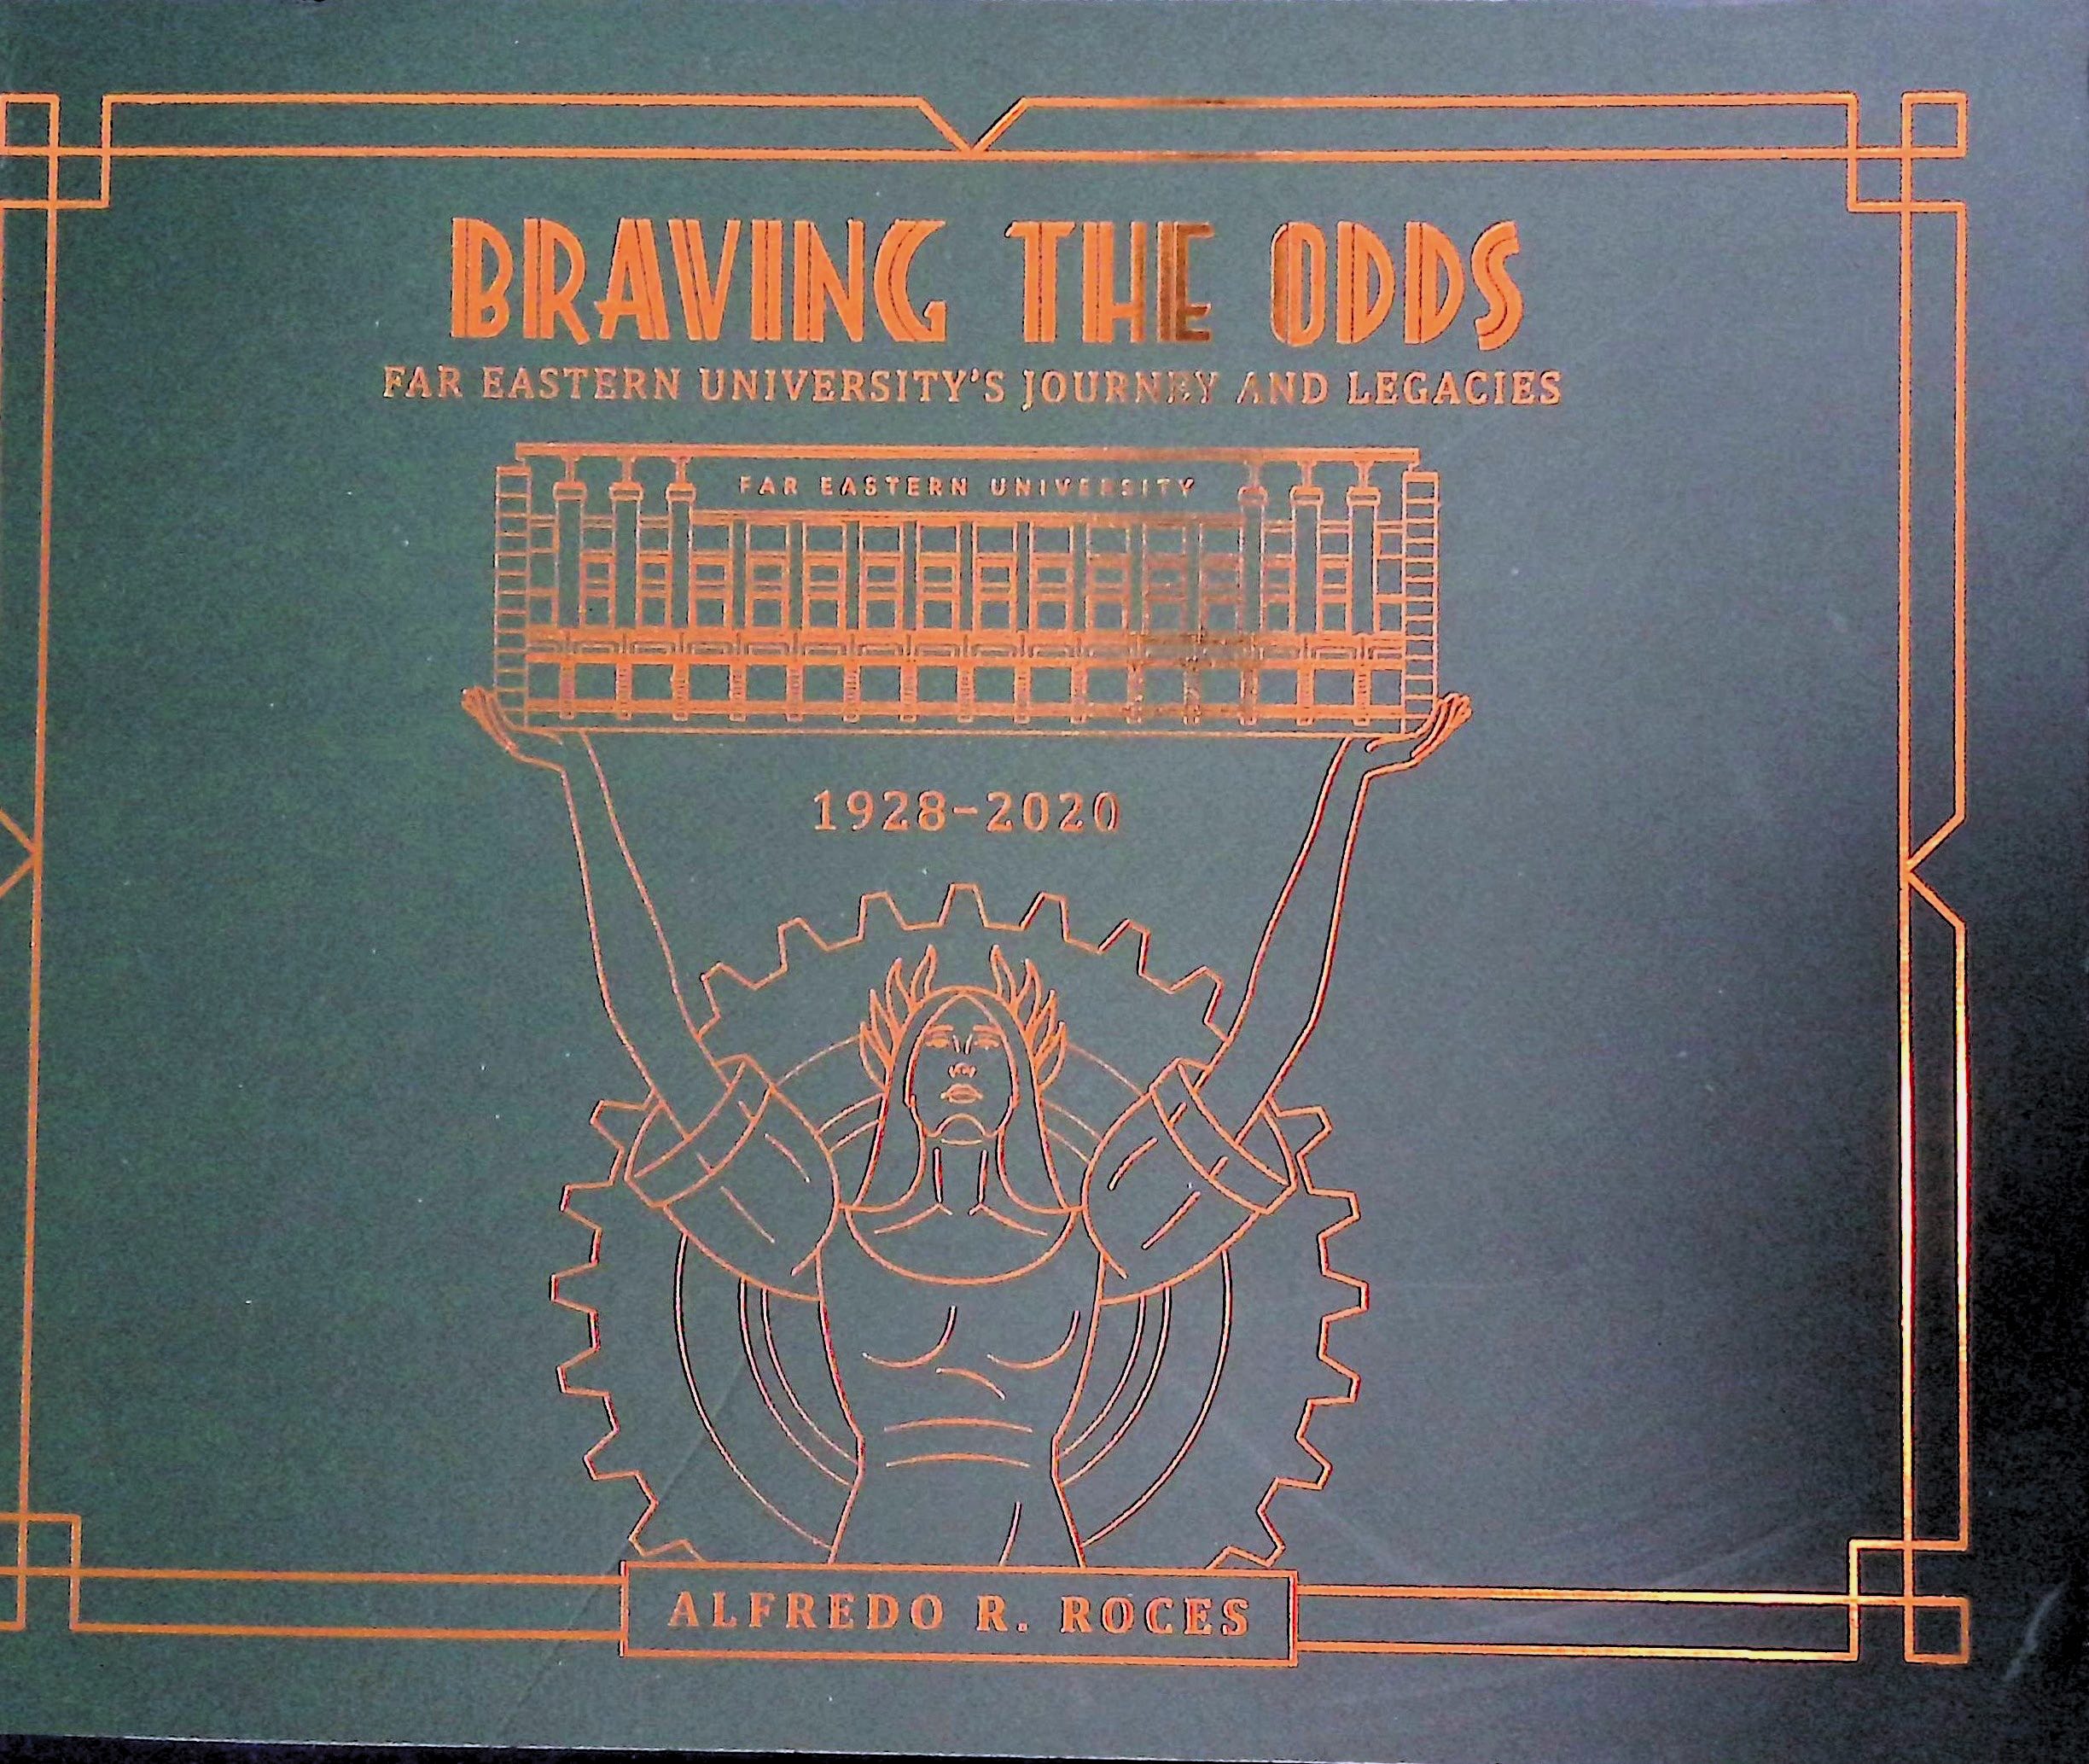 BRAVING THE ODDS
FAR EASTERN UNIVERSITY'S JOURNEY AND LEGACIES
FAR EASTERN UNIVERSITY
1928-2020
ALFREDO R. ROCES